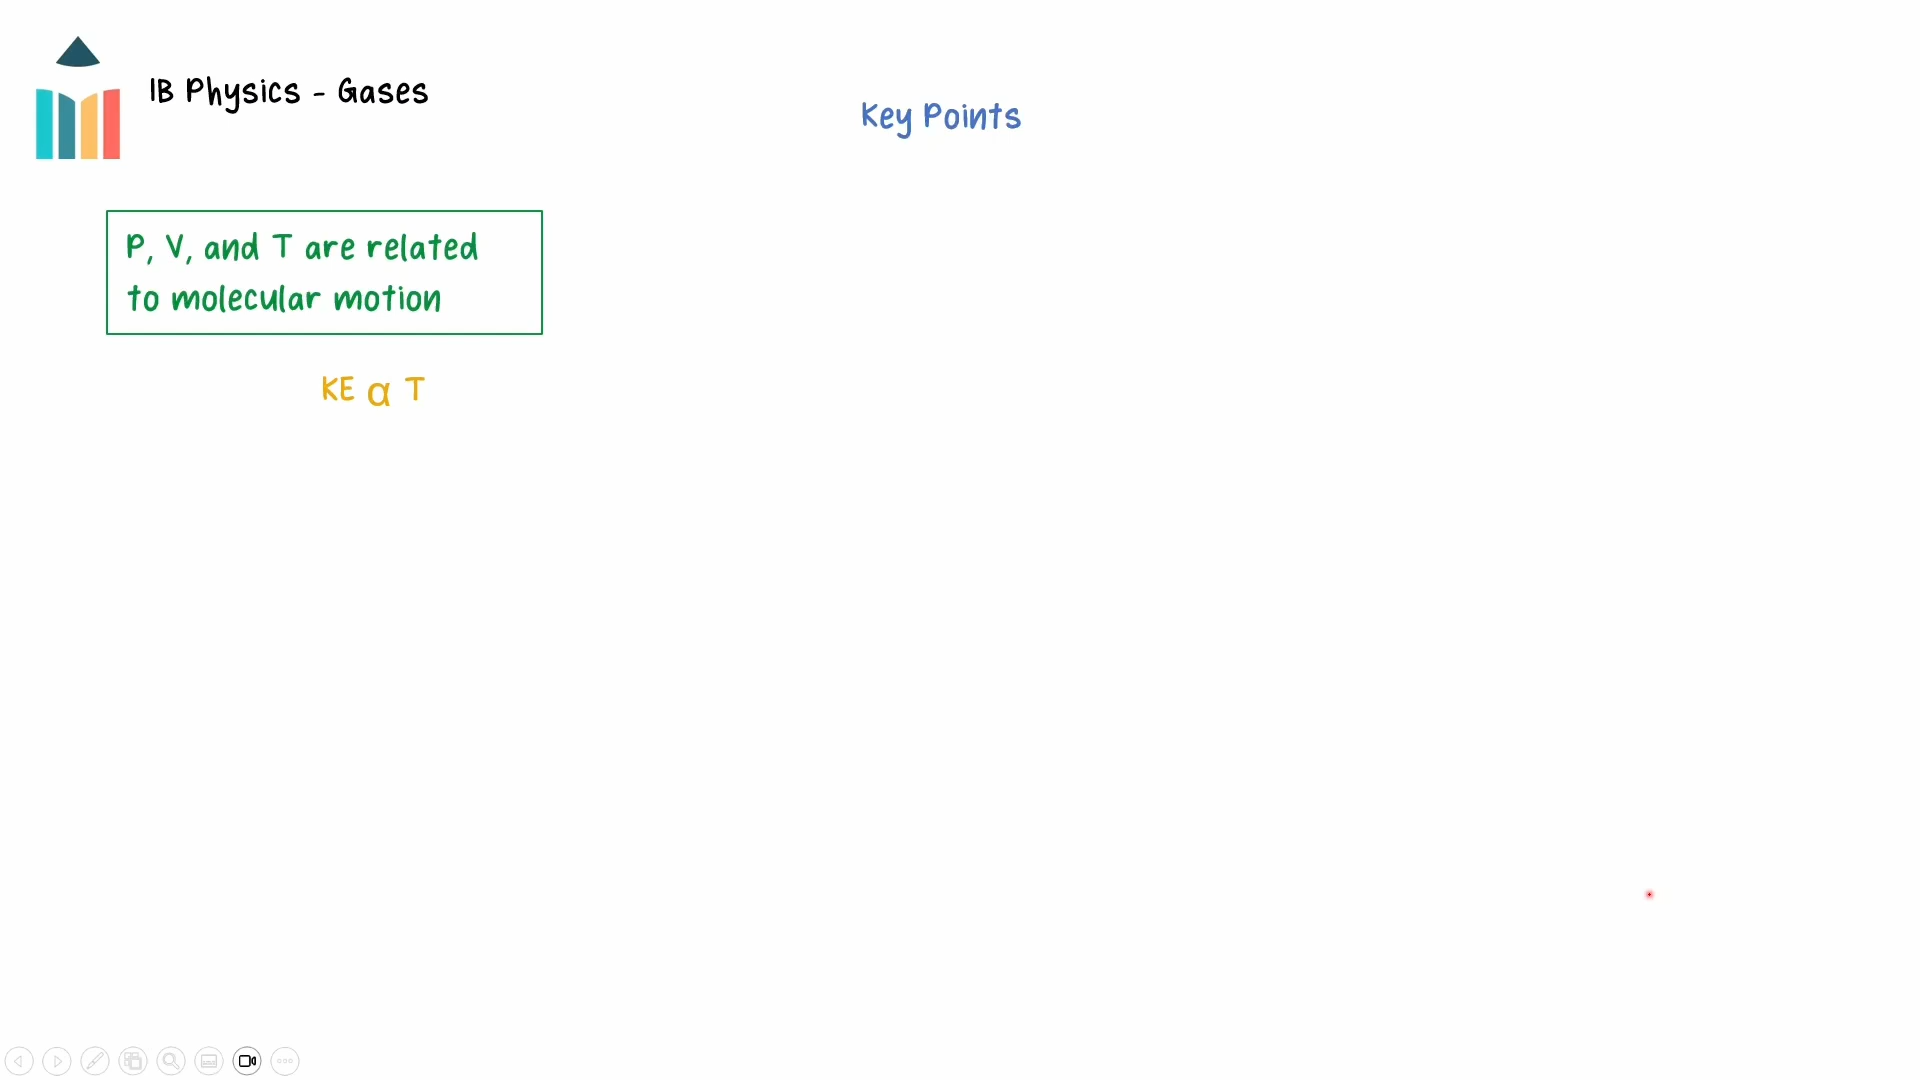 IB Physics - Gases
Key Points
P, V, and T are related
to molecular motion
KE α T